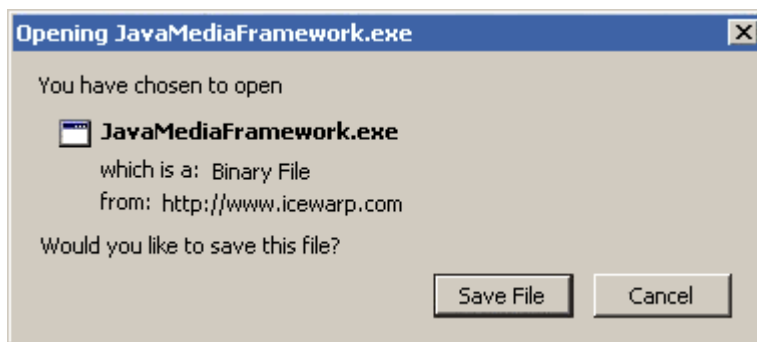 Opening JavaMediaFramework.exe
You have chosen to open
JavaMediaFramework.exe
which is a: Binary File
from: http://www.icewarp.com
Would you like to save this file?
Save File Cancel